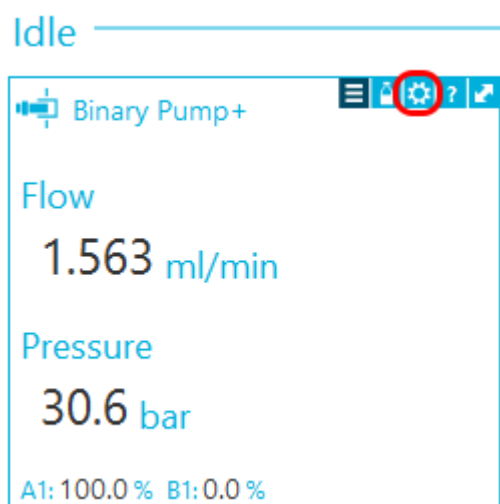 Idle
Binary Pump+
?
Flow
1.563 ml/min
Pressure
30.6 bar
A1: 100.0 % B1: 0.0 %